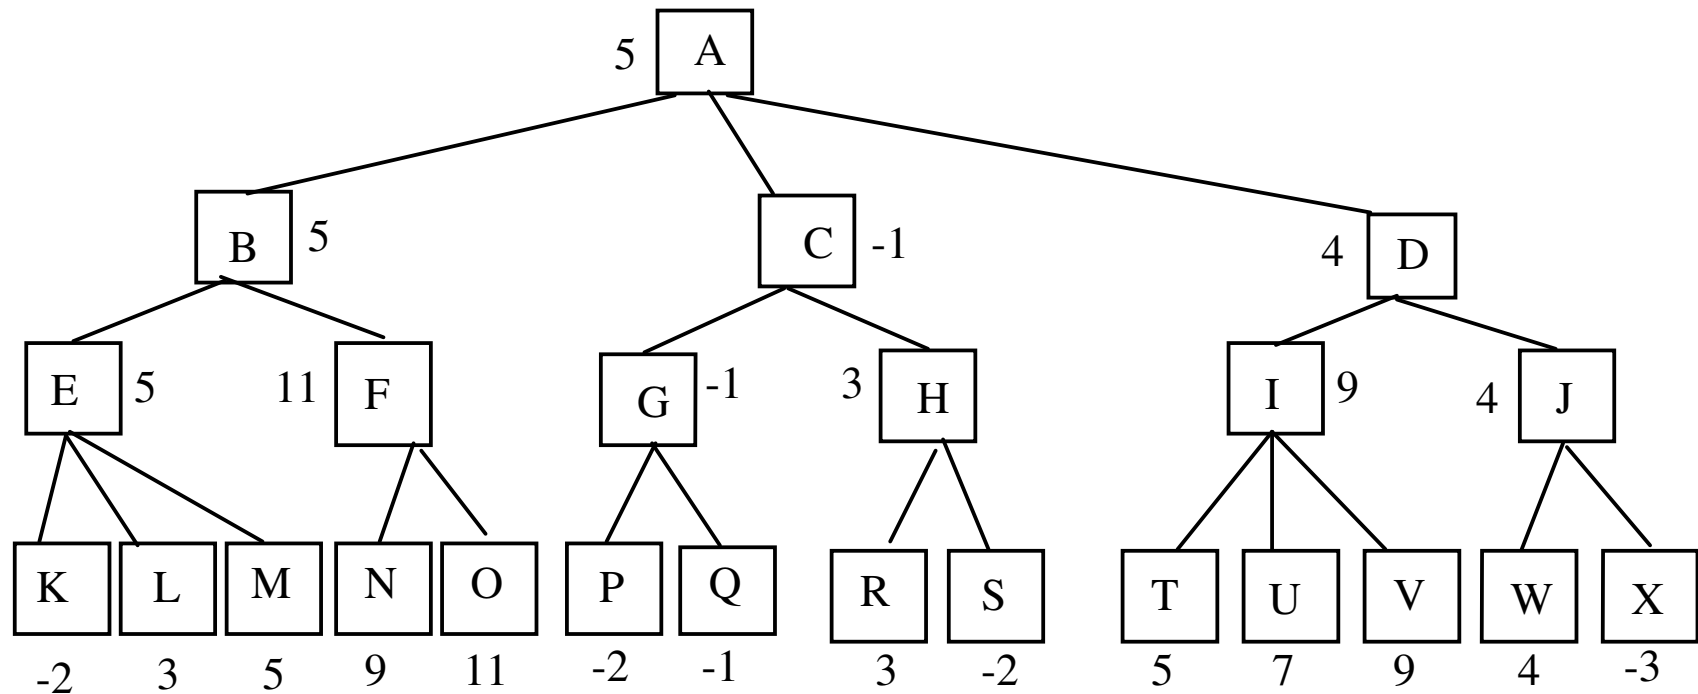 5 A
B 5 C -1 4 D
E 5 11 F G -1 3 H I 9 4 J
K L M N O P Q R S T U V W X
-2 3 5 9 11 -2 -1 3 -2 5 7 9 4 -3